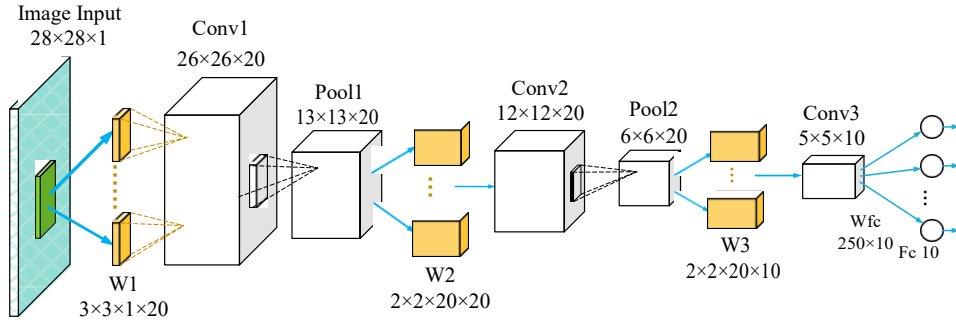 Image Input
28×28×1
Conv1
26×26×20
Pool1
13×13×20
Conv2
12×12×20
Pool2
6×6×20
Conv3
5×5×10
W1
3×3×1×20
W2
2×2×20×20
W3
2×2×20×10
Wfc
250×10
Fc 10